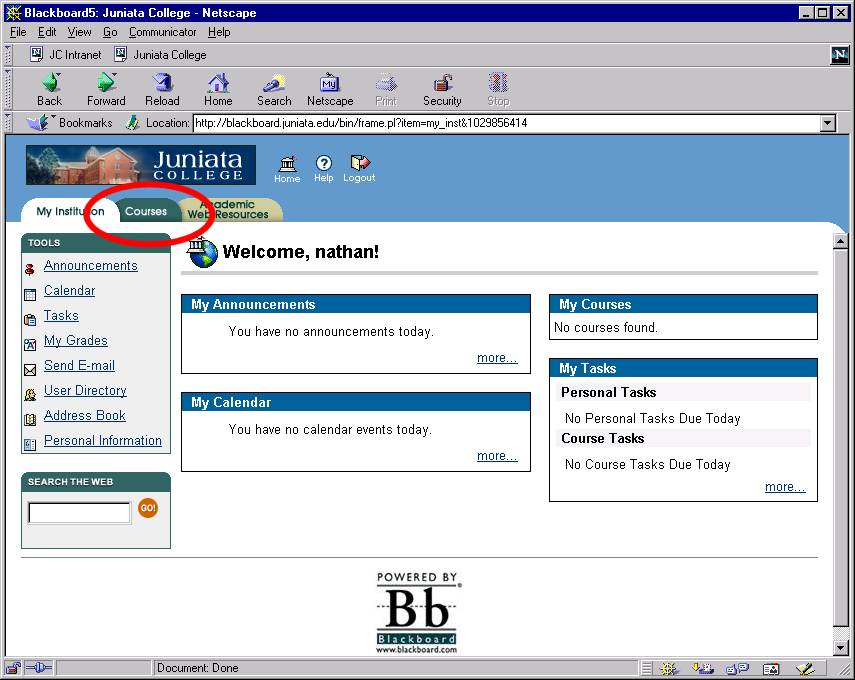 Blackboard5: Juniata College - Netscape
File Edit View Go Communicator Help
JC Intranet Juniata College
Back Forward Reload Home Search Netscape Print Security Stop
My
Bookmarks Location: http://blackboard.juniata.edu/bin/frame.pl?item=my_inst&1029856414
N
Juniata
COLLEGE
Home Help Logout
My Institution Courses Academic
Web Resources
TOOLS
Announcements
Calendar
Tasks
My Grades
Send E-mail
User Directory
Address Book
Personal Information
SEARCH THE WEB
GO!
Welcome, nathan!
My Announcements
You have no announcements today.
more...
My Calendar
You have no calendar events today.
more...
My Courses
No courses found.
My Tasks
Personal Tasks
No Personal Tasks Due Today
Course Tasks
No Course Tasks Due Today
more...
POWERED BY
Bb
Blackboard
www.blackboard.com
Document: Done